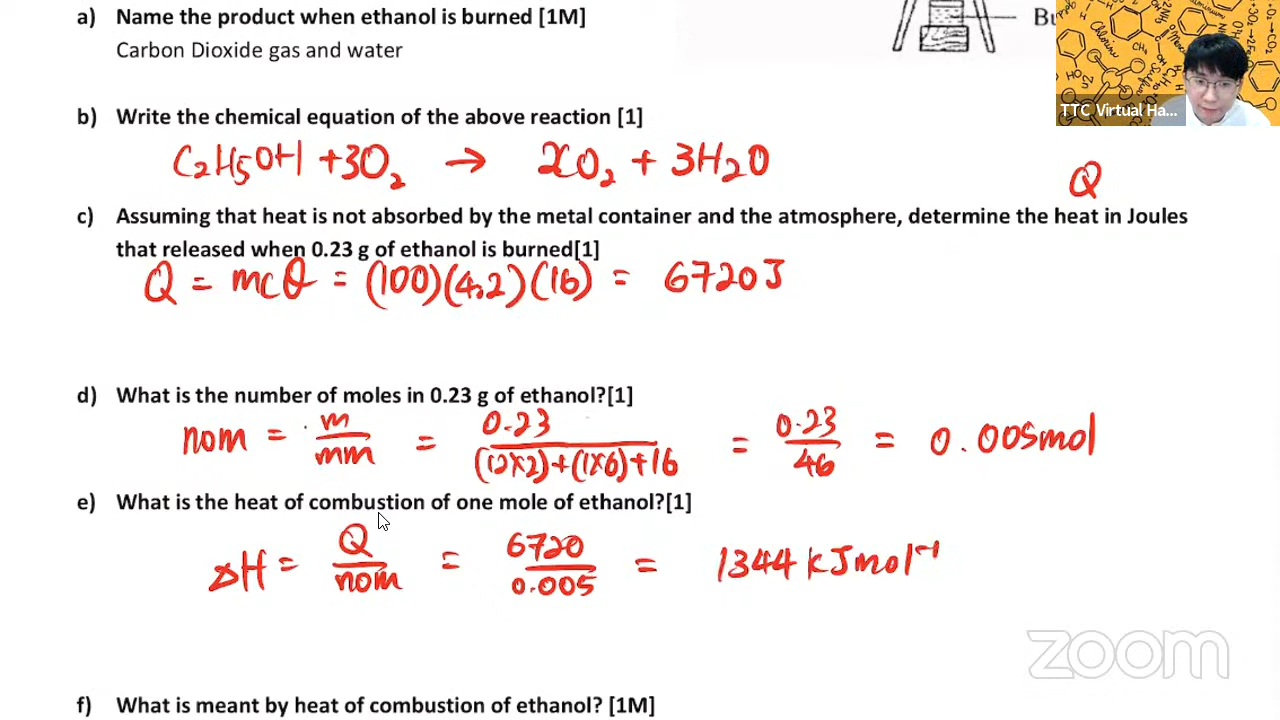 a) Name the product when ethanol is burned [1M]
Carbon Dioxide gas and water
Bu
TTC Virtual Ha...
b) Write the chemical equation of the above reaction [1]
C₂H₅OH + 3O₂ → 2CO₂ + 3H₂O
Q
c) Assuming that heat is not absorbed by the metal container and the atmosphere, determine the heat in Joules
that released when 0.23 g of ethanol is burned[1]
Q = mcθ = (100)(4.2)(16) = 6720J
d) What is the number of moles in 0.23 g of ethanol?[1]
nom = m/mm = 0.23/(12×2)+(1×6)+16 = 0.23/46 = 0.005mol
e) What is the heat of combustion of one mole of ethanol?[1]
ΔH = Q/nom = 6720/0.005 = 1344 kJmol⁻¹
zoom
f) What is meant by heat of combustion of ethanol? [1M]